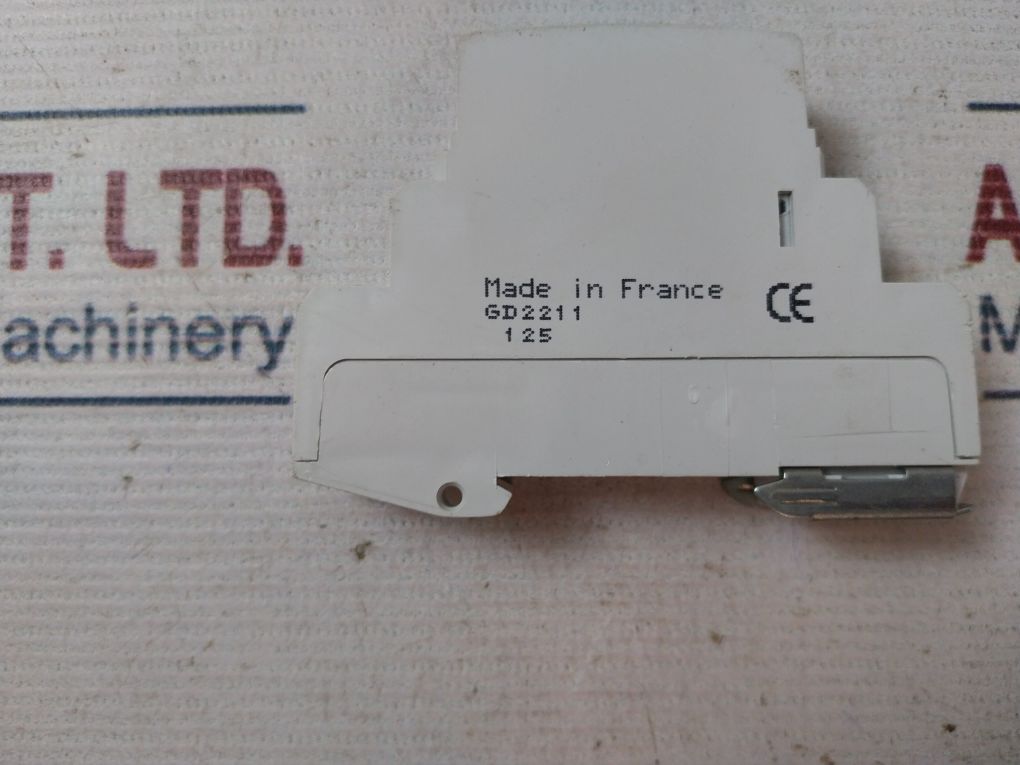 T. LTD.
achinery
A
M
Made in France
GD2211
125
CE